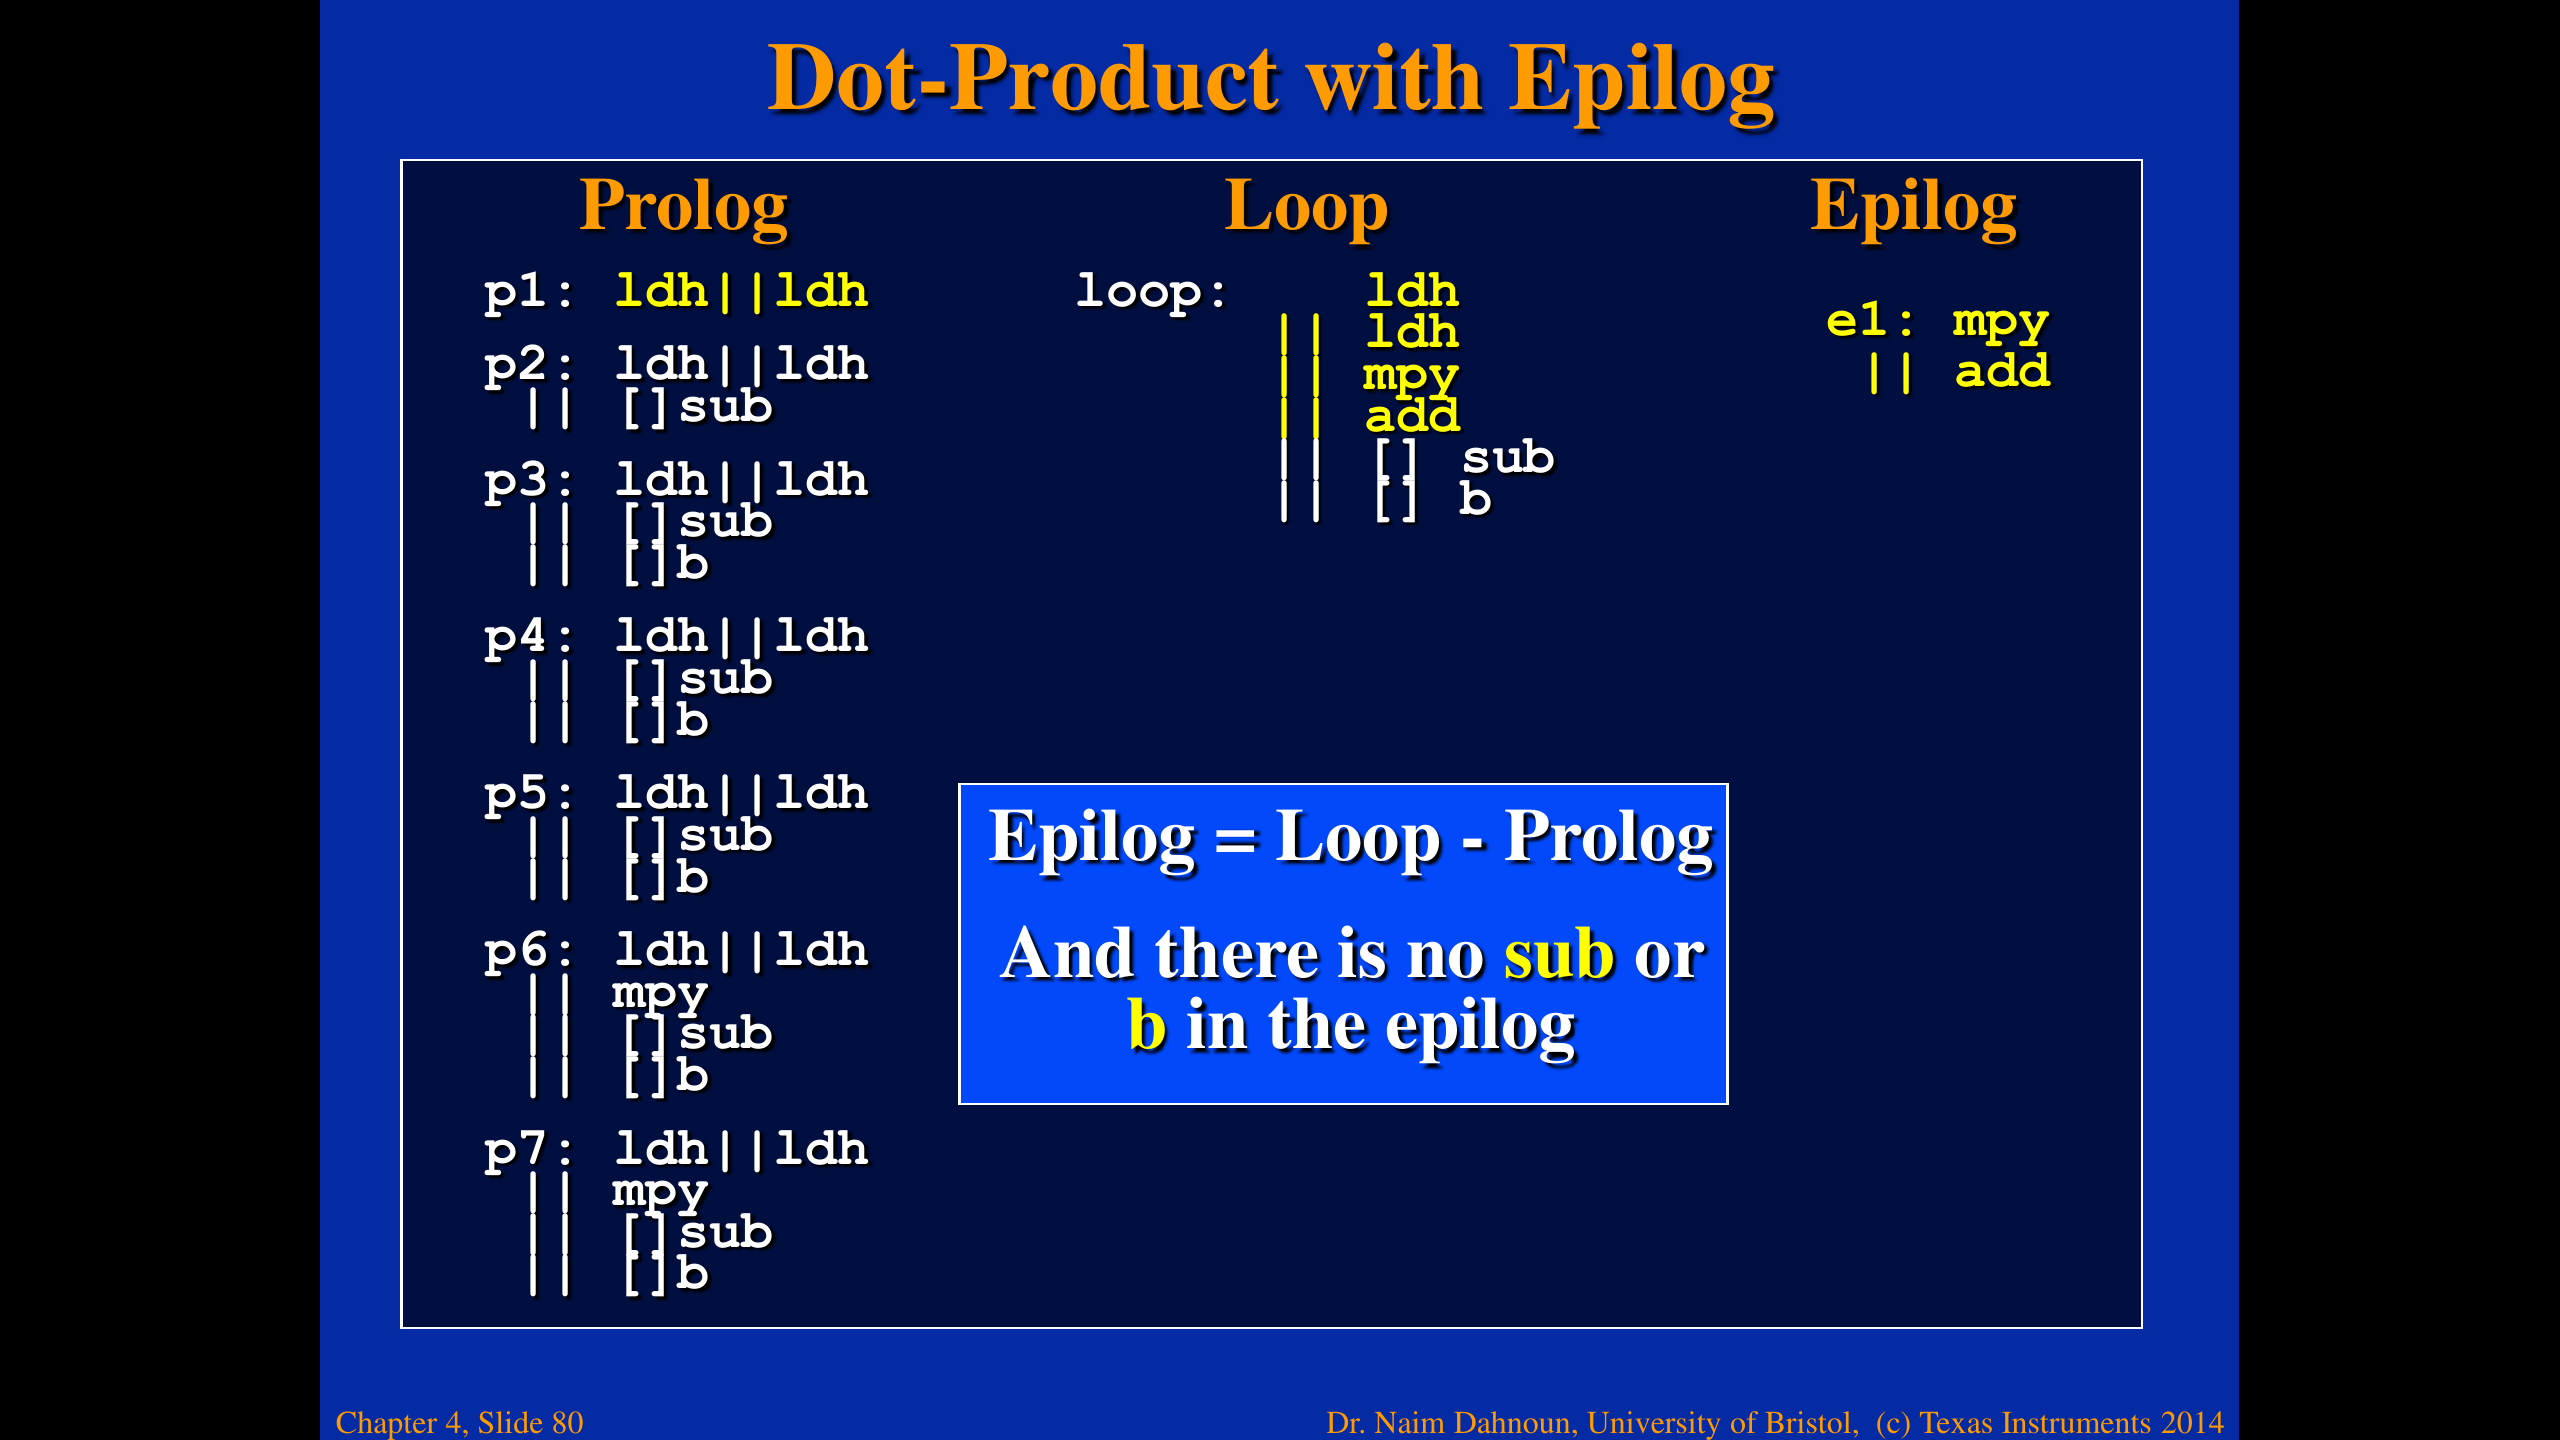 Dot-Product with Epilog
Prolog
p1: ldh||ldh
p2: ldh||ldh
|| []sub
p3: ldh||ldh
|| []sub
|| []b
p4: ldh||ldh
|| []sub
|| []b
p5: ldh||ldh
|| []sub
|| []b
p6: ldh||ldh
|| mpy
|| []sub
|| []b
p7: ldh||ldh
|| mpy
|| []sub
|| []b
Loop
loop: ldh
|| ldh
|| mpy
|| add
|| [] sub
|| [] b
Epilog
e1: mpy
|| add
Epilog = Loop - Prolog
And there is no sub or
b in the epilog
Chapter 4, Slide 80
Dr. Naim Dahnoun, University of Bristol, (c) Texas Instruments 2014